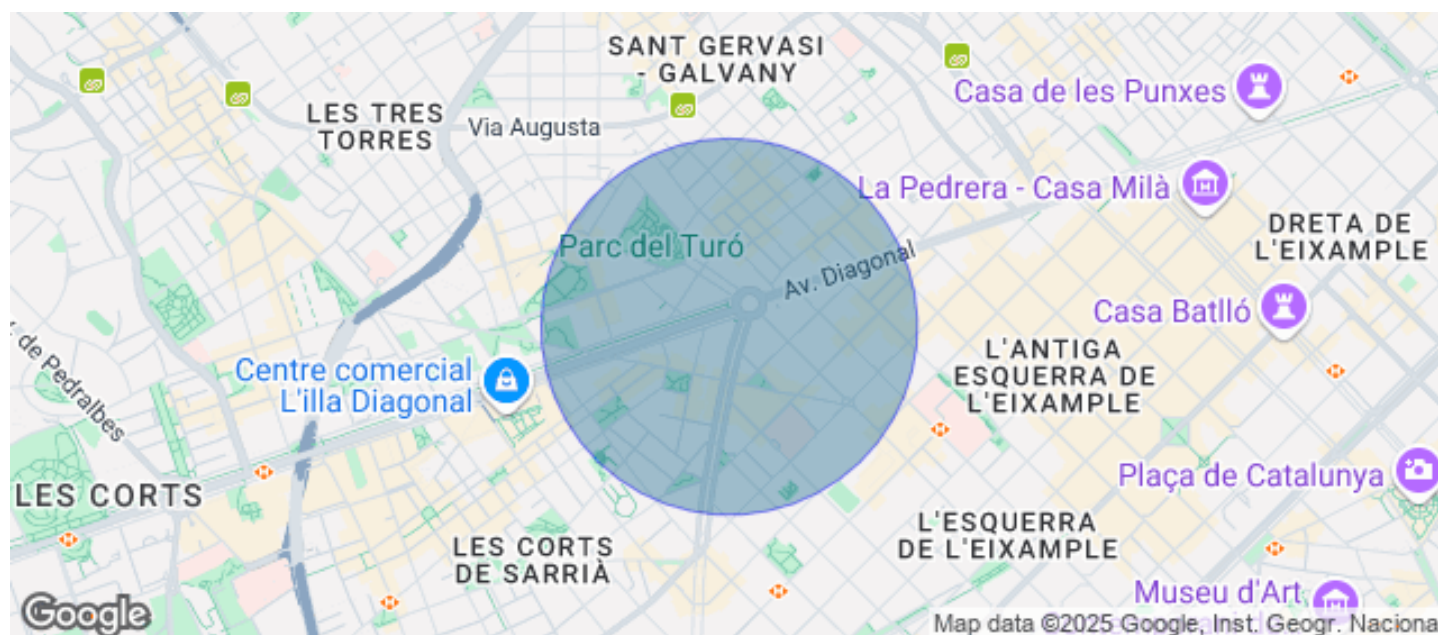 SANT GERVASI
- GALVANY
Casa de les Punxes
LES TRES
TORRES
Via Augusta
La Pedrera - Casa Milà
DRETA DE
L'EIXAMPLE
Parc del Turó
Av. Diagonal
Casa Batlló
de Pedralbes
Centre comercial
L'illa Diagonal
L'ANTIGA
ESQUERRA DE
L'EIXAMPLE
Plaça de Catalunya
LES CORTS
L'ESQUERRA
DE L'EIXAMPLE
LES CORTS
DE SARRIÀ
Museu d'Art
Google
Map data ©2025 Google, Inst. Geogr. Naciona